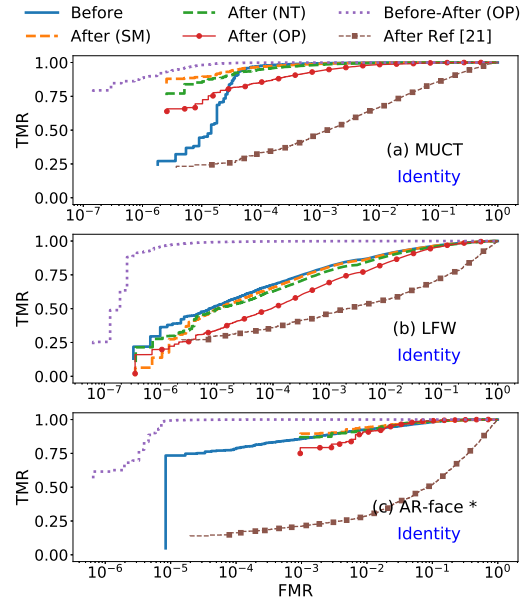 Before After (NT) Before-After (OP)
After (SM) After (OP) After Ref [21]
TMR
1.00
0.75
0.50
0.25
0.00
(a) MUCT
Identity
10⁻⁷ 10⁻⁶ 10⁻⁵ 10⁻⁴ 10⁻³ 10⁻² 10⁻¹ 10⁰
TMR
1.00
0.75
0.50
0.25
0.00
(b) LFW
Identity
10⁻⁷ 10⁻⁶ 10⁻⁵ 10⁻⁴ 10⁻³ 10⁻² 10⁻¹ 10⁰
TMR
1.00
0.75
0.50
0.25
0.00
(c) AR-face *
Identity
10⁻⁶ 10⁻⁵ 10⁻⁴ 10⁻³ 10⁻² 10⁻¹ 10⁰
FMR